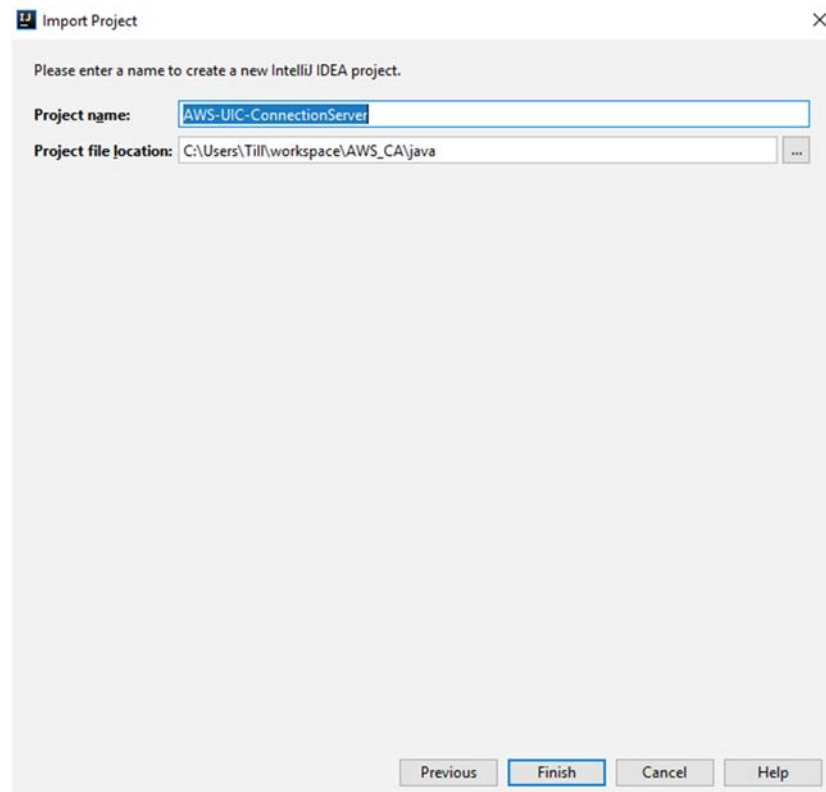 Import Project
Please enter a name to create a new IntelliJ IDEA project.
Project name: AWS-UIC-ConnectionServer
Project file location: C:\Users\Till\workspace\AWS_CA\java ...
Previous Finish Cancel Help